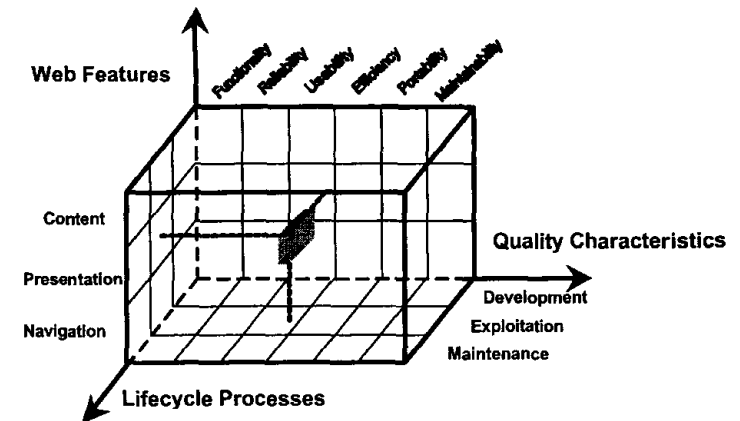 Web Features
Functionality
Reliability
Usability
Efficiency
Portability
Maintainability
Content
Presentation
Navigation
Quality Characteristics
Development
Exploitation
Maintenance
Lifecycle Processes